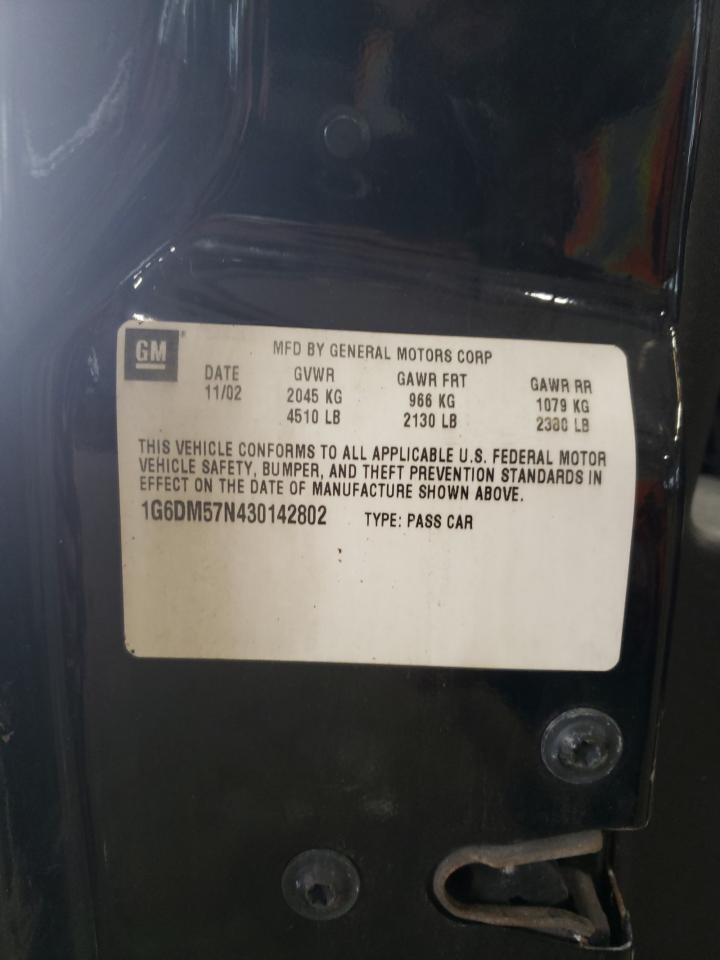 GM®
MFD BY GENERAL MOTORS CORP
DATE GVWR GAWR FRT GAWR RR
11/02 2045 KG 966 KG 1079 KG
4510 LB 2130 LB 2380 LB
THIS VEHICLE CONFORMS TO ALL APPLICABLE U.S. FEDERAL MOTOR
VEHICLE SAFETY, BUMPER, AND THEFT PREVENTION STANDARDS IN
EFFECT ON THE DATE OF MANUFACTURE SHOWN ABOVE.
1G6DM57N430142802 TYPE: PASS CAR